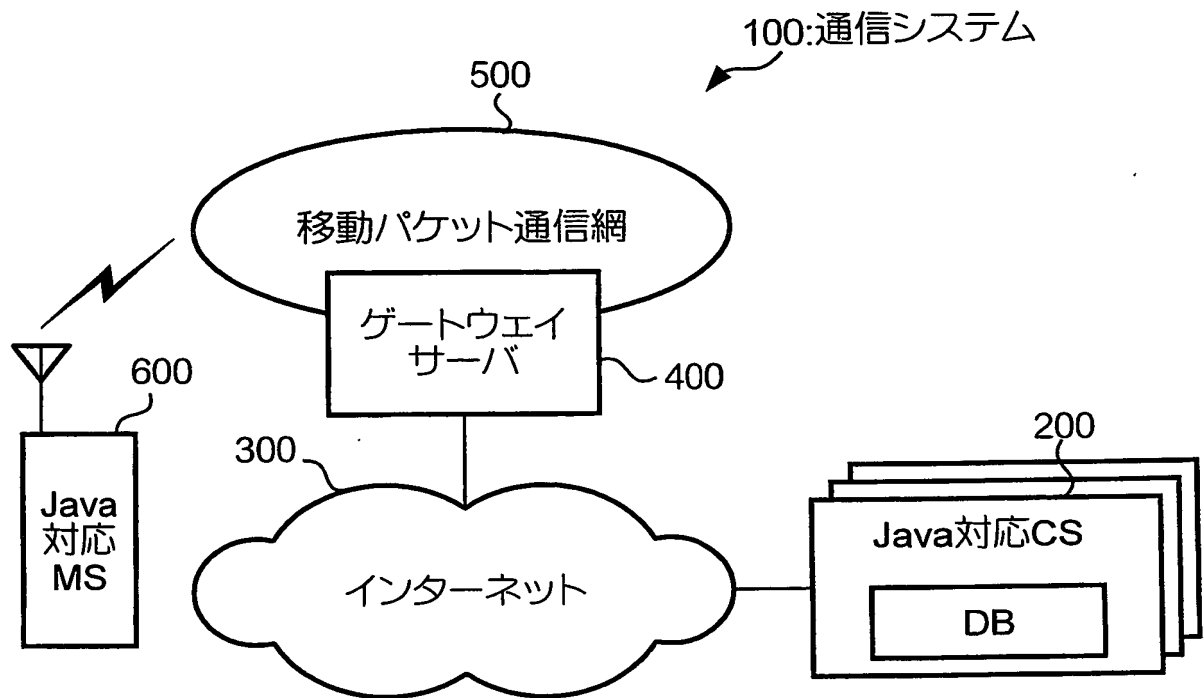 100:通信システム
500
移動パケット通信網
ゲートウェイ
サーバ
400
600
Java
対応
MS
300
インターネット
200
Java対応CS
DB